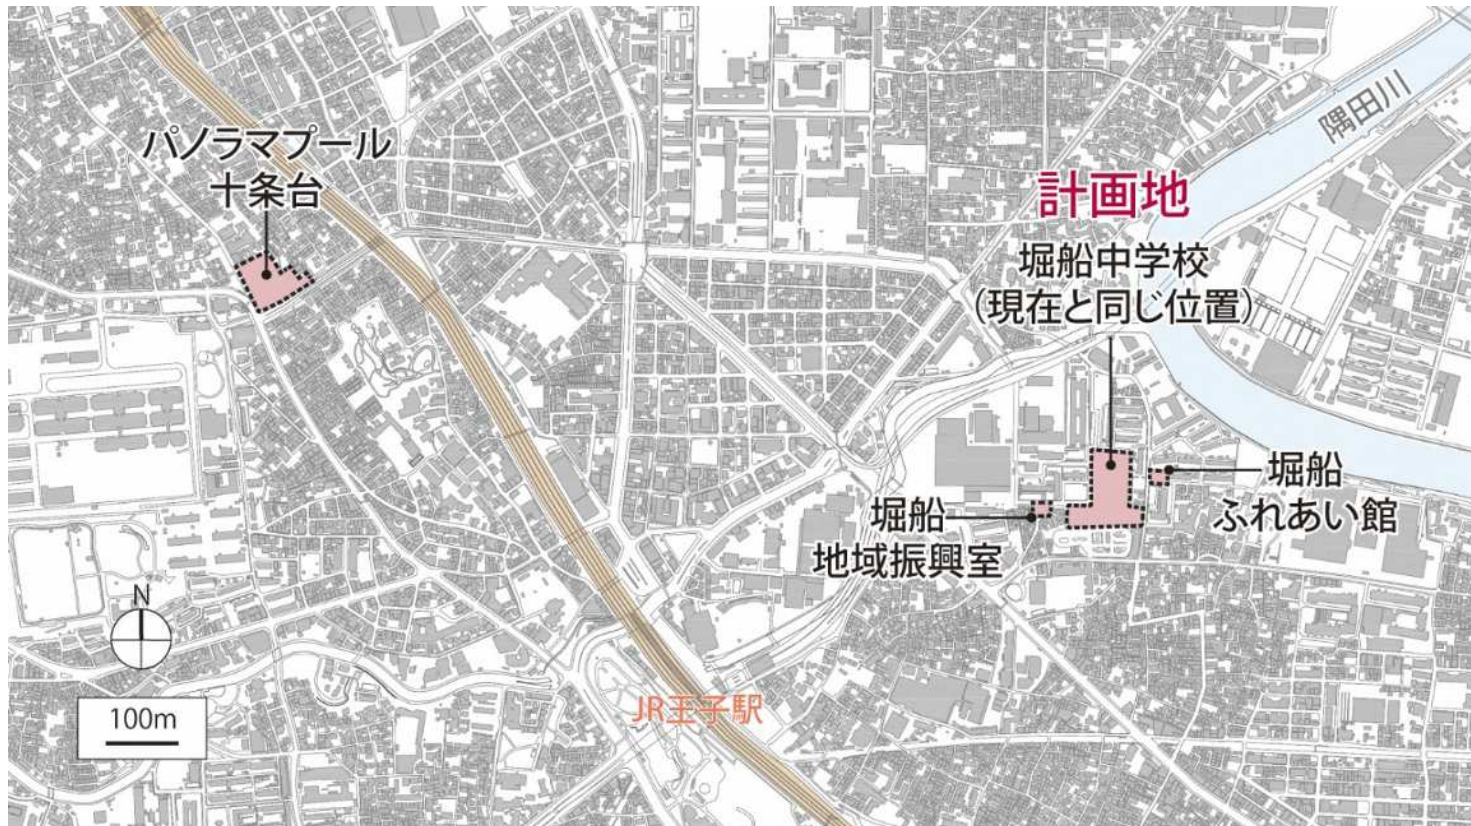 パノラマプール
十条台
隅田川
計画地
堀船中学校
（現在と同じ位置）
堀船
ふれあい館
堀船
地域振興室
N
100m
JR王子駅